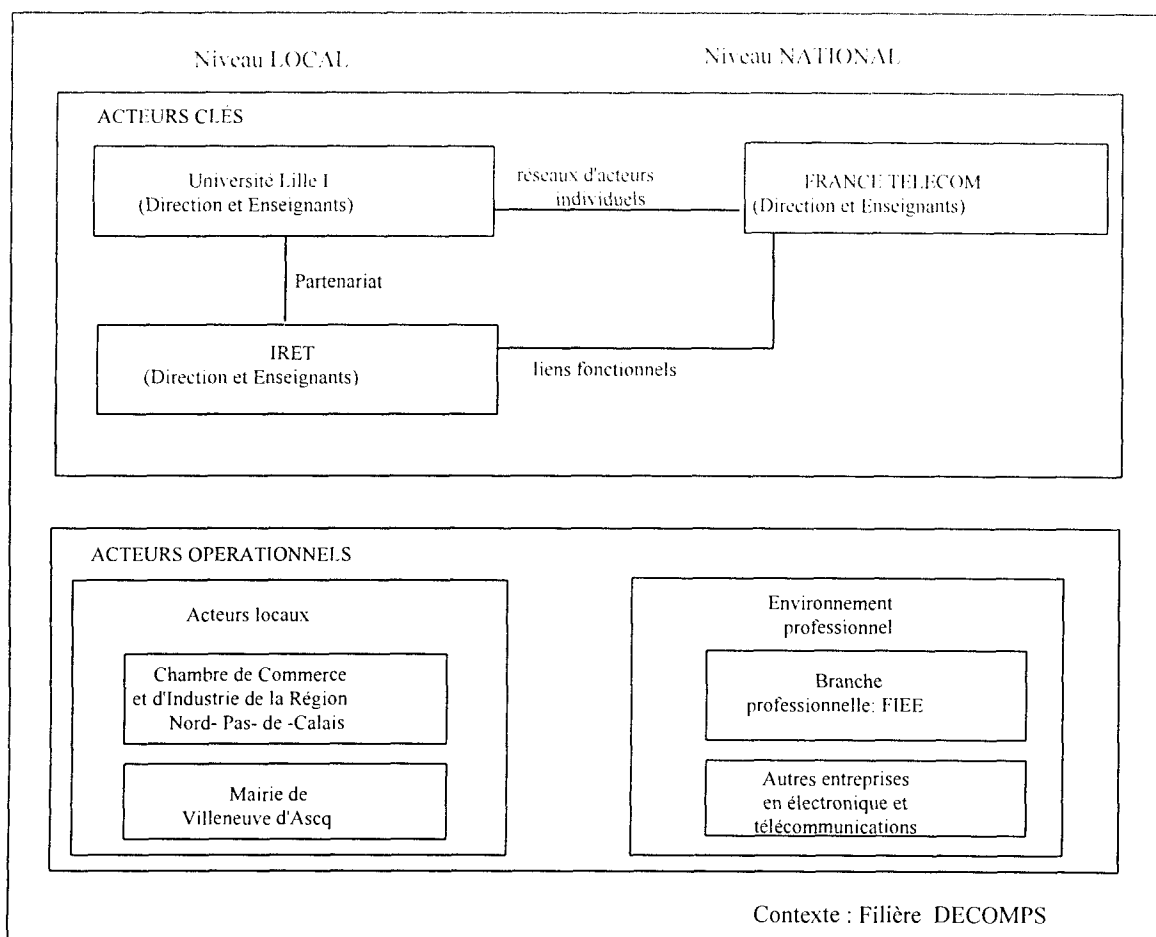 Niveau LOCAL
Niveau NATIONAL
ACTEURS CLÉS
Université Lille I
(Direction et Enseignants)
réseaux d'acteurs
individuels
FRANCE TELECOM
(Direction et Enseignants)
Partenariat
IRET
(Direction et Enseignants)
liens fonctionnels
ACTEURS OPERATIONNELS
Acteurs locaux
Chambre de Commerce
et d'Industrie de la Région
Nord- Pas- de -Calais
Mairie de
Villeneuve d'Ascq
Environnement
professionnel
Branche
professionnelle: FIEE
Autres entreprises
en électronique et
télécommunications
Contexte : Filière DECOMPS